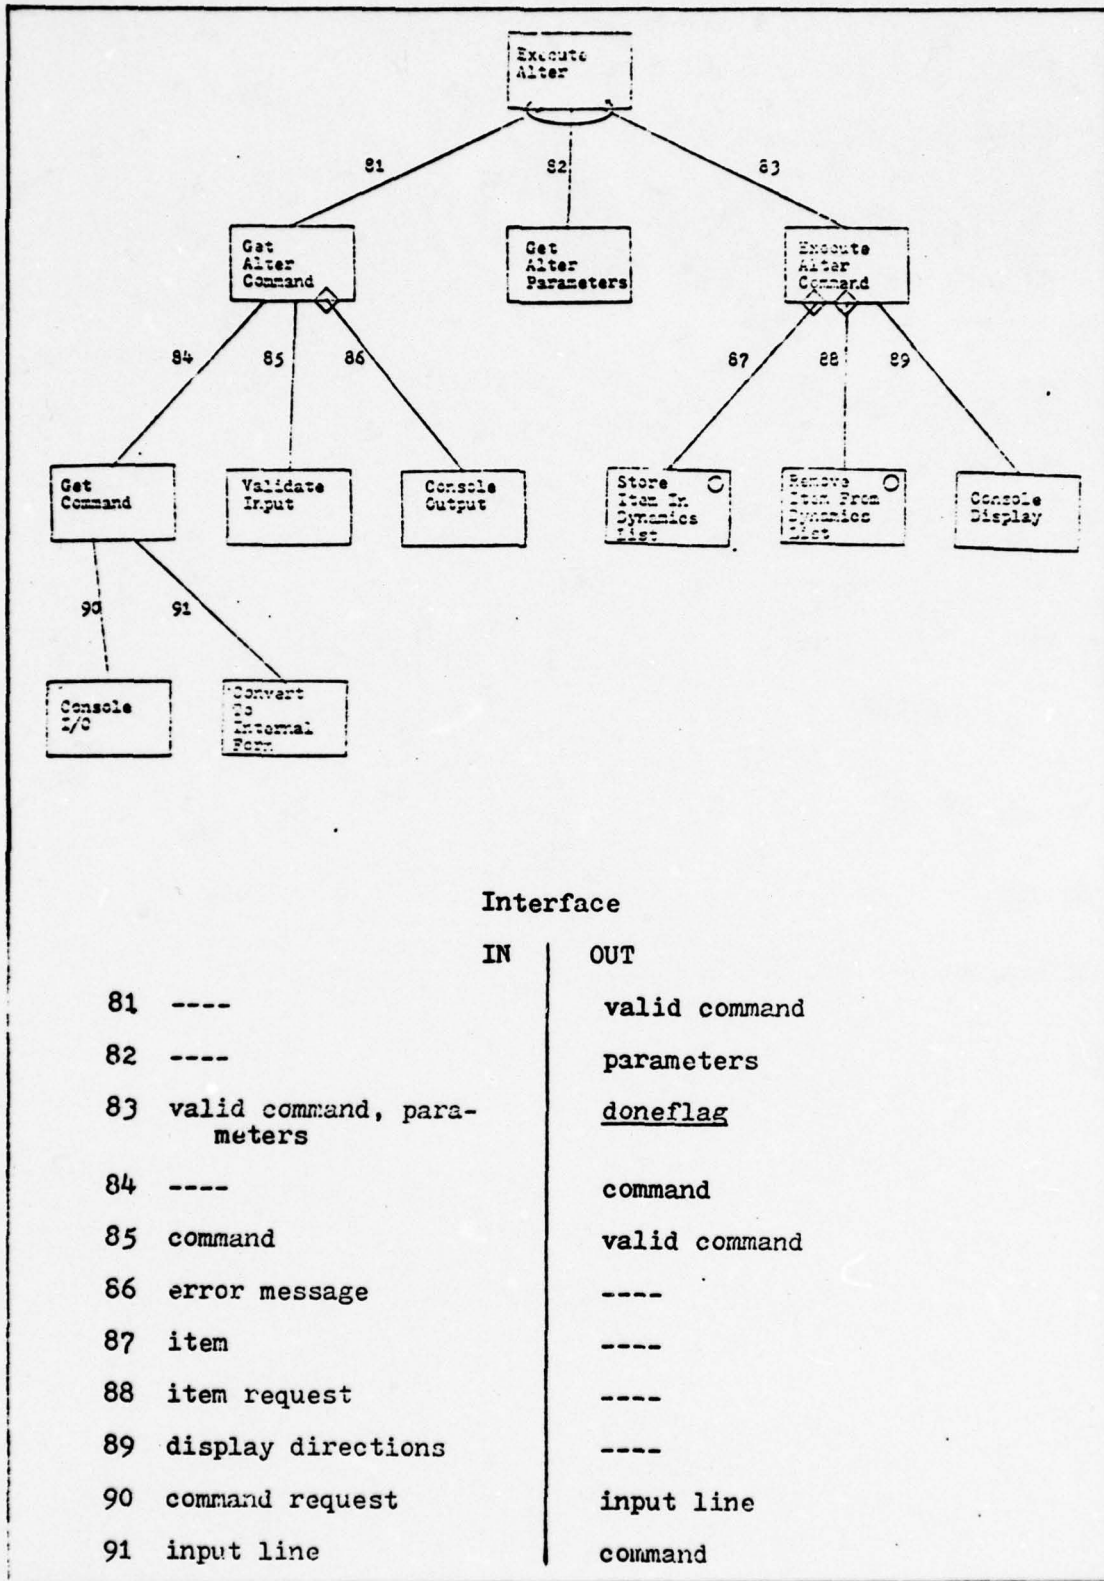 Execute
Alter
81
82
83
Get
Alter
Command
Get
Alter
Parameters
Execute
Alter
Command
84
85
86
87
88
89
Get
Command
Validate
Input
Console
Output
Store
Item In
Dynamics
List
Remove
Item From
Dynamics
List
Console
Display
90
91
Console
I/O
Convert
To
Internal
Form
Interface
IN OUT
81 ---- valid command
82 ---- parameters
83 valid command, para- doneflag
meters
84 ---- command
85 command valid command
86 error message ----
87 item ----
88 item request ----
89 display directions ----
90 command request input line
91 input line command